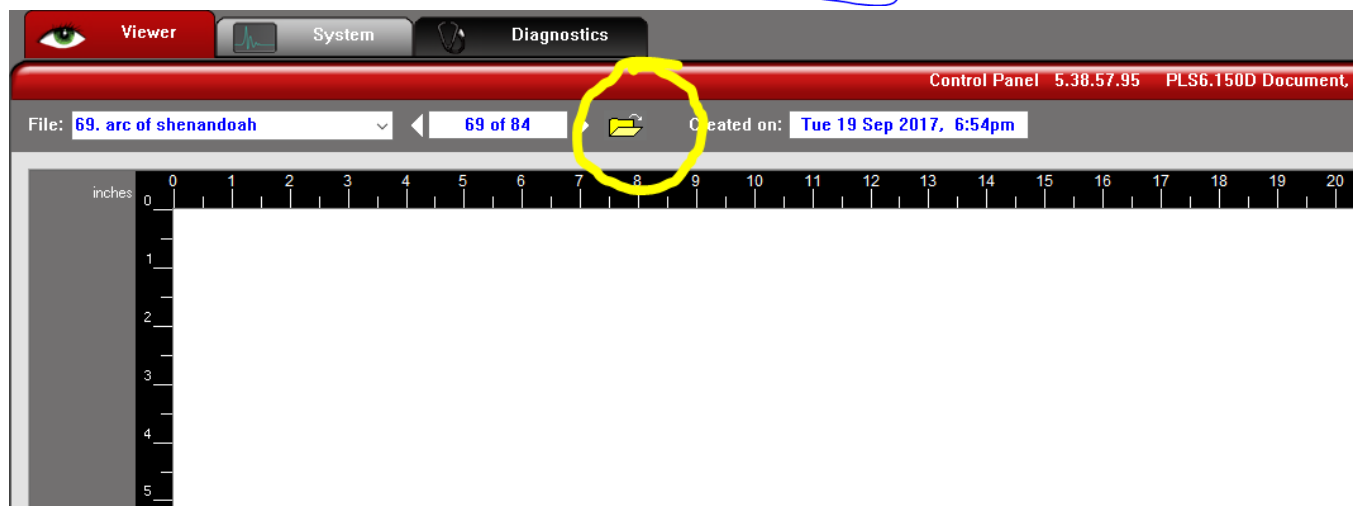 Viewer System Diagnostics
Control Panel 5.38.57.95 PLS6.150D Document,
File: 69. arc of shenandoah 69 of 84 Created on: Tue 19 Sep 2017, 6:54pm
inches 0 1 2 3 4 5 6 7 8 9 10 11 12 13 14 15 16 17 18 19 20
0
1
2
3
4
5